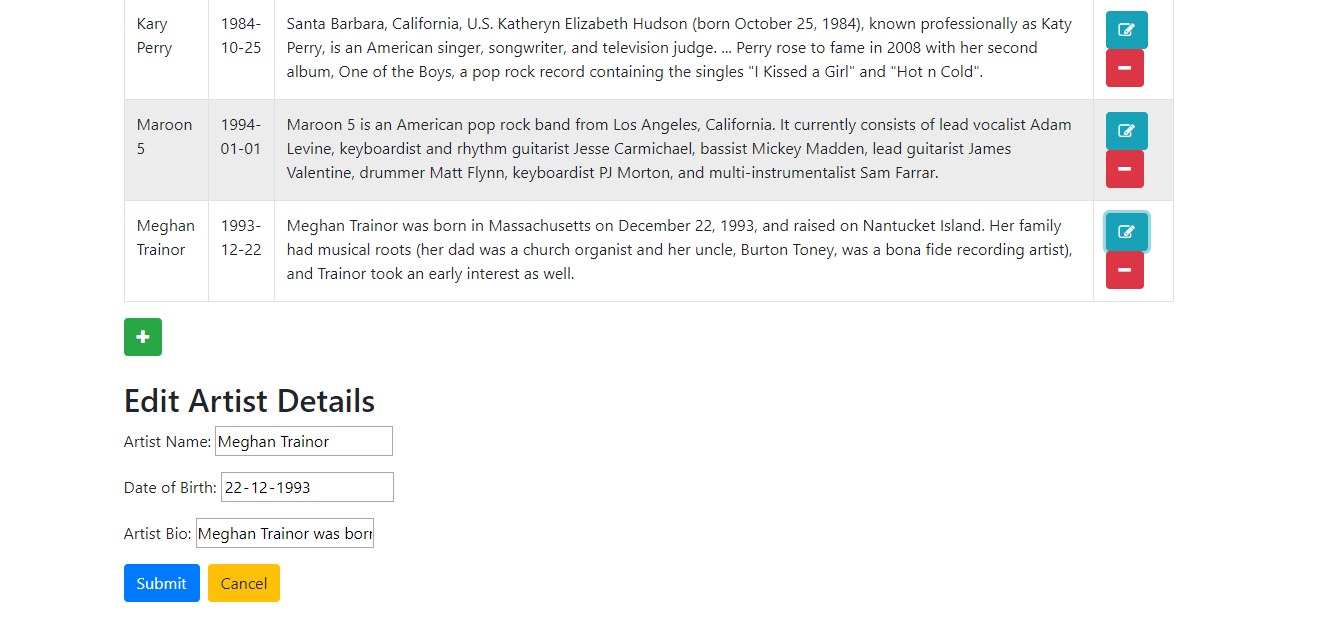 Kary 1984- Santa Barbara, California, U.S. Katheryn Elizabeth Hudson (born October 25, 1984), known professionally as Katy
Perry 10-25 Perry, is an American singer, songwriter, and television judge. ... Perry rose to fame in 2008 with her second
album, One of the Boys, a pop rock record containing the singles "I Kissed a Girl" and "Hot n Cold".
Maroon 1994- Maroon 5 is an American pop rock band from Los Angeles, California. It currently consists of lead vocalist Adam
5 01-01 Levine, keyboardist and rhythm guitarist Jesse Carmichael, bassist Mickey Madden, lead guitarist James
Valentine, drummer Matt Flynn, keyboardist PJ Morton, and multi-instrumentalist Sam Farrar.
Meghan 1993- Meghan Trainor was born in Massachusetts on December 22, 1993, and raised on Nantucket Island. Her family
Trainor 12-22 had musical roots (her dad was a church organist and her uncle, Burton Toney, was a bona fide recording artist),
and Trainor took an early interest as well.
Edit Artist Details
Artist Name: Meghan Trainor
Date of Birth: 22-12-1993
Artist Bio: Meghan Trainor was born
Submit Cancel